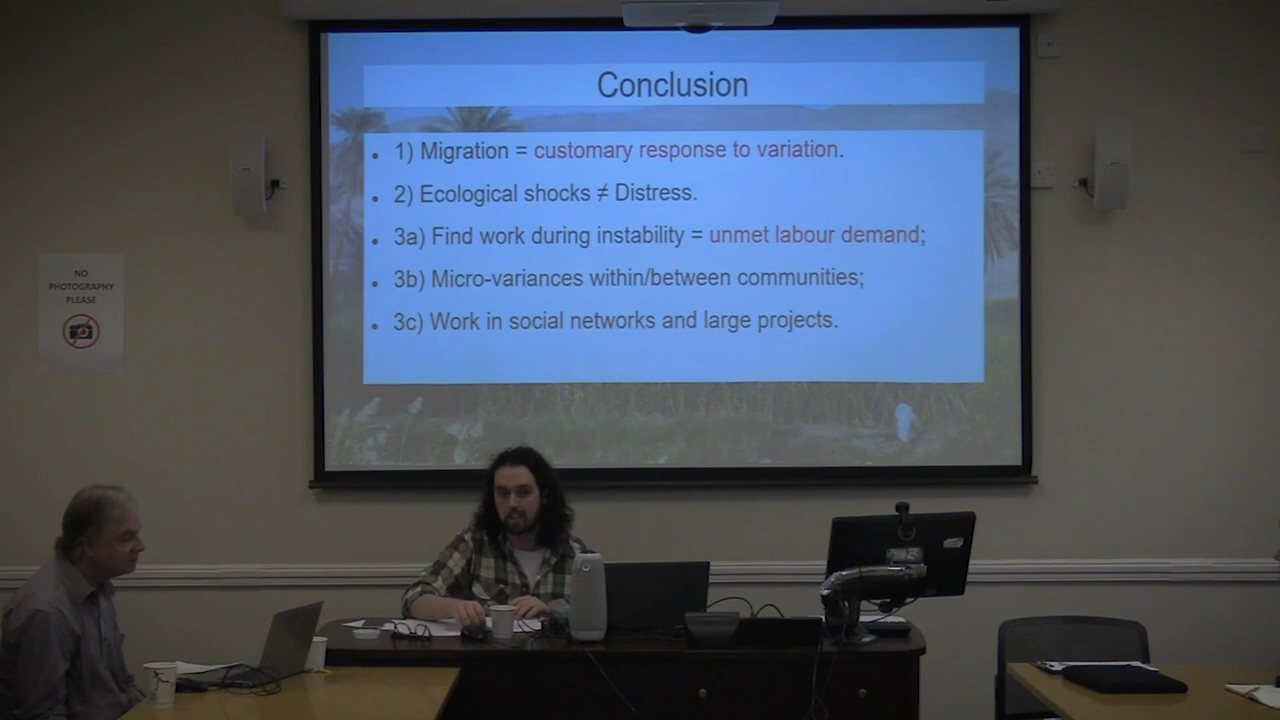 Conclusion
• 1) Migration = customary response to variation.
• 2) Ecological shocks ≠ Distress.
• 3a) Find work during instability = unmet labour demand;
• 3b) Micro-variances within/between communities;
• 3c) Work in social networks and large projects.
NO
PHOTOGRAPHY
PLEASE